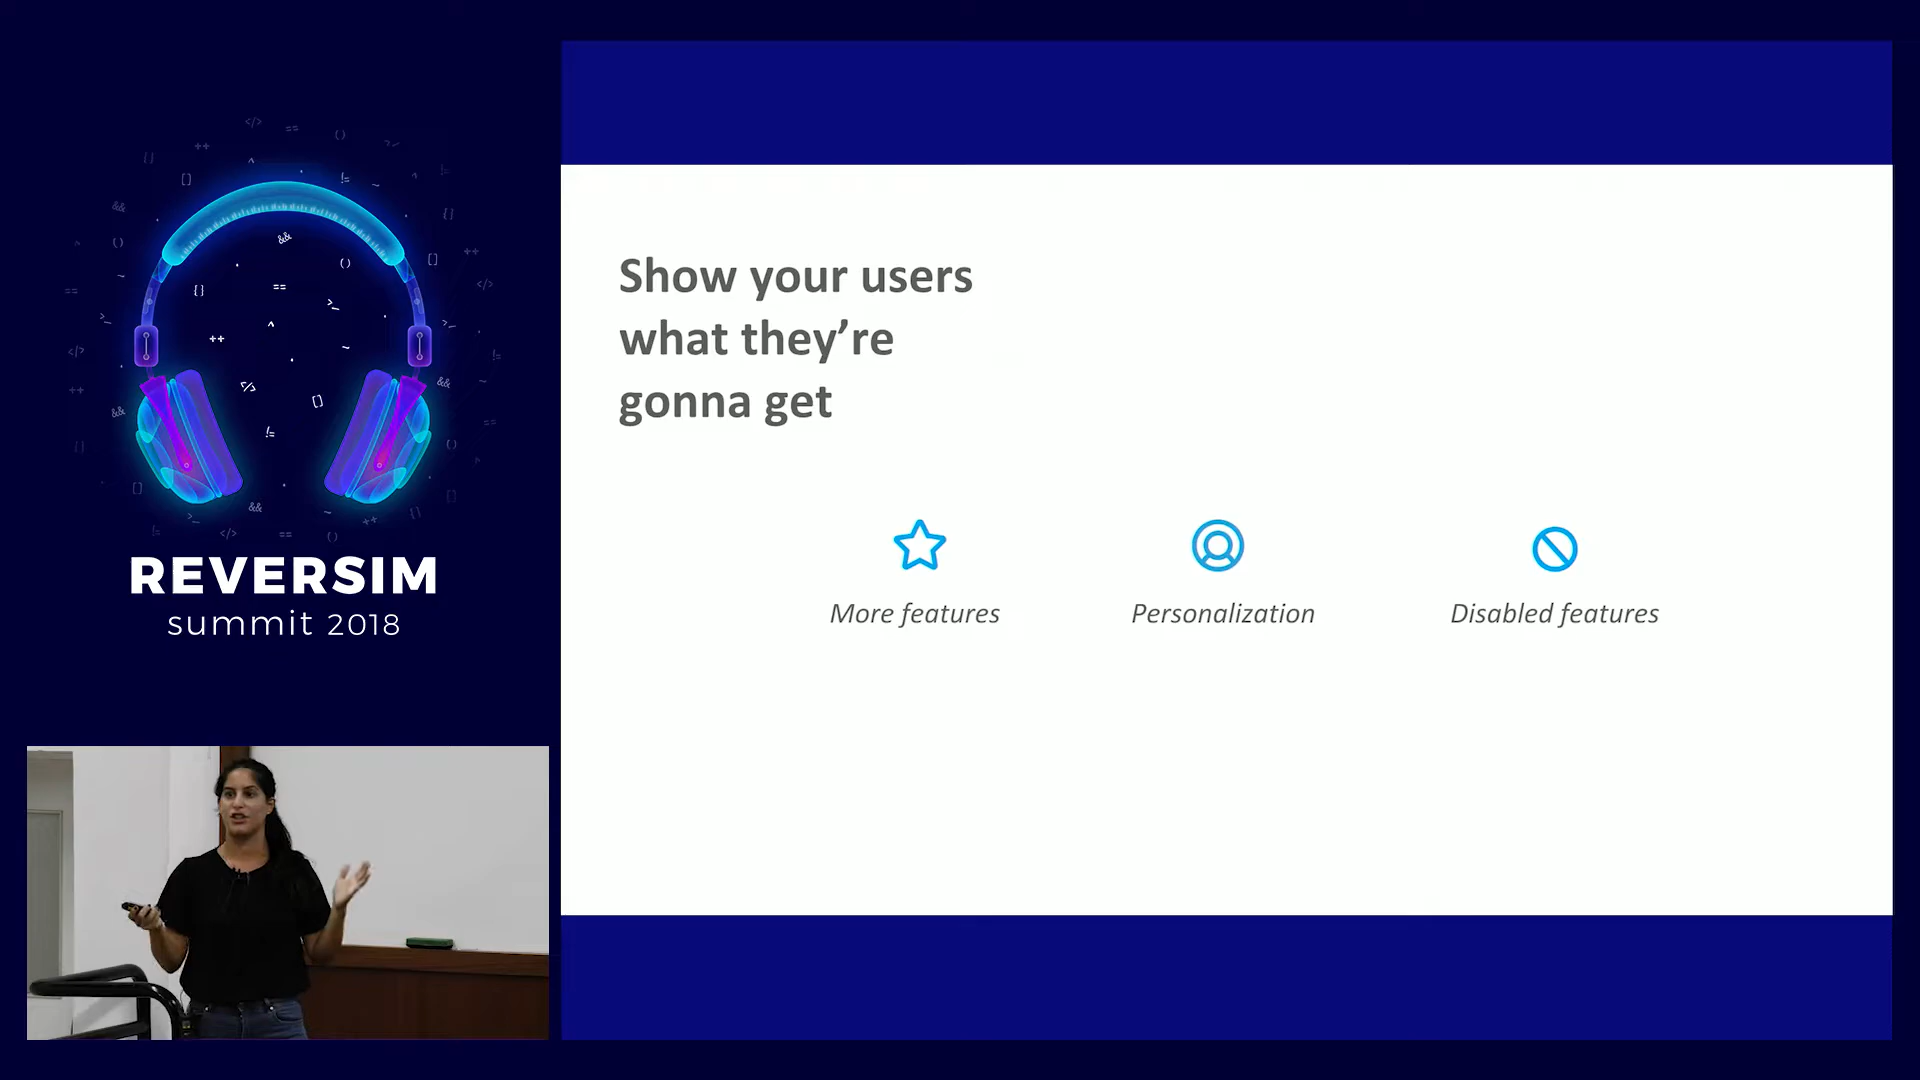 REVERSIM
summit 2018
Show your users
what they're
gonna get
More features
Personalization
Disabled features